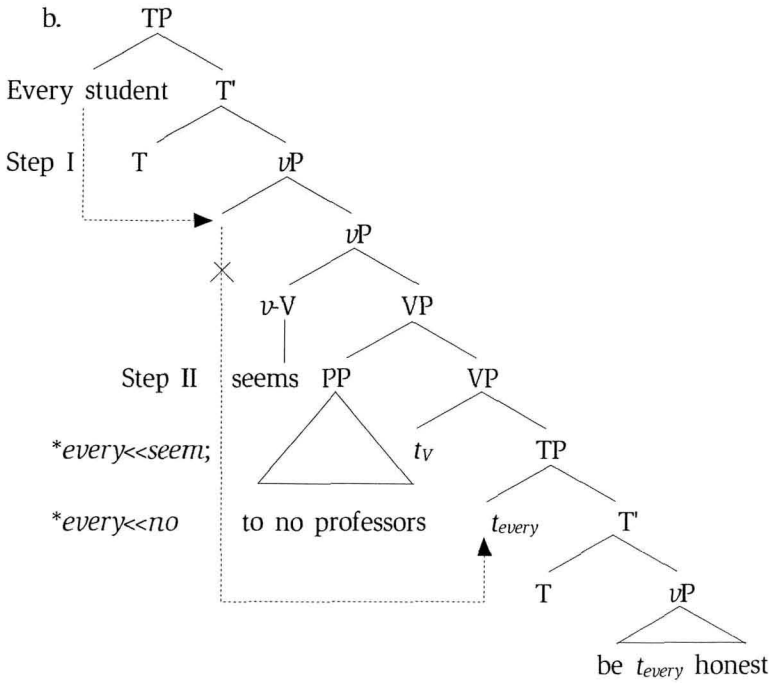 b. TP
Every student T'
Step I T vP
vP
v-V VP
Step II seems PP VP
*every<<seem; tV TP
*every<<no to no professors tevery T'
T vP
be tevery honest